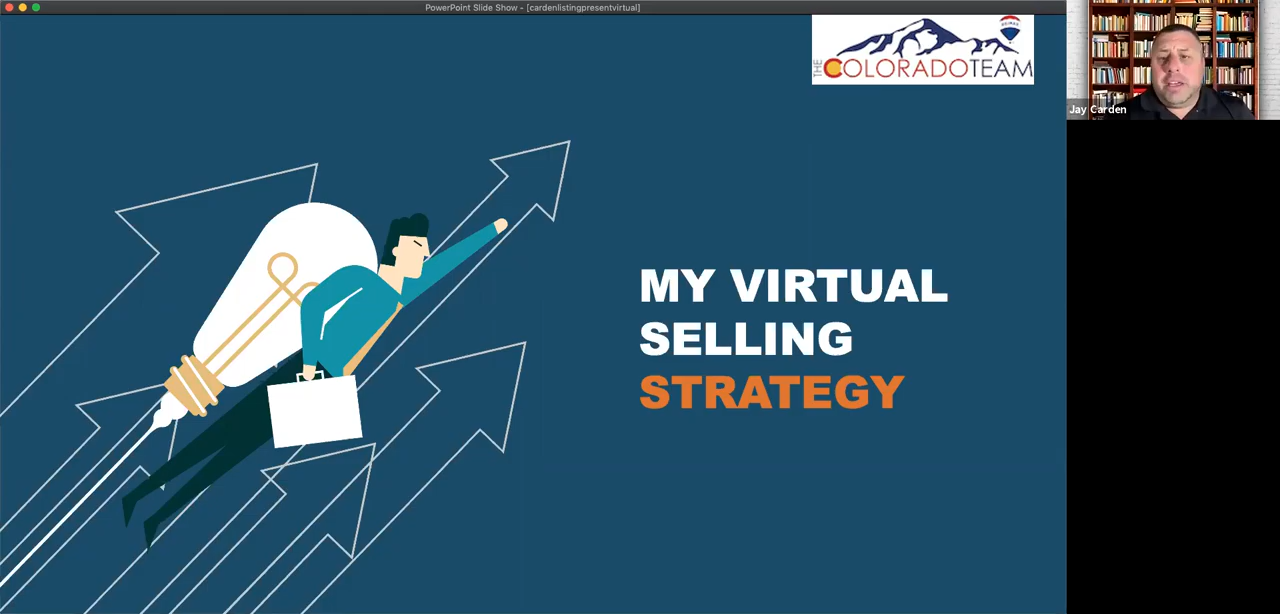 PowerPoint Slide Show - [cardenlistingpresentvirtual]
THE COLORADOTEAM
Jay Carden
MY VIRTUAL
SELLING
STRATEGY